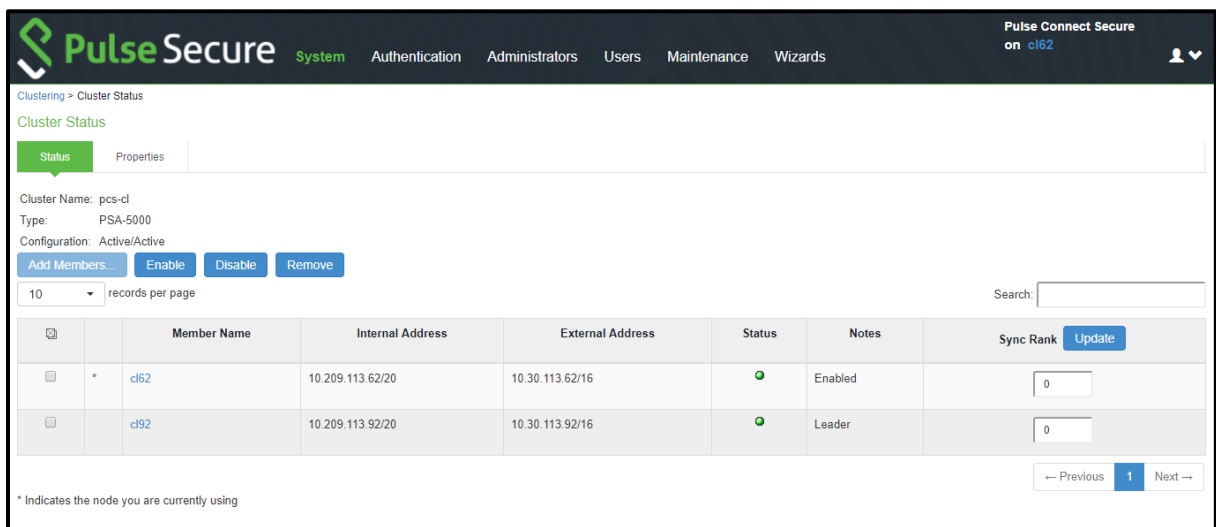 Pulse Secure System Authentication Administrators Users Maintenance Wizards
Pulse Connect Secure
on cl62
Clustering > Cluster Status
Cluster Status
Status Properties
Cluster Name: pcs-cl
Type: PSA-5000
Configuration: Active/Active
Add Members... Enable Disable Remove
10 records per page Search:
Member Name Internal Address External Address Status Notes Sync Rank Update
* cl62 10.209.113.62/20 10.30.113.62/16 Enabled 0
cl92 10.209.113.92/20 10.30.113.92/16 Leader 0
← Previous 1 Next →
* Indicates the node you are currently using